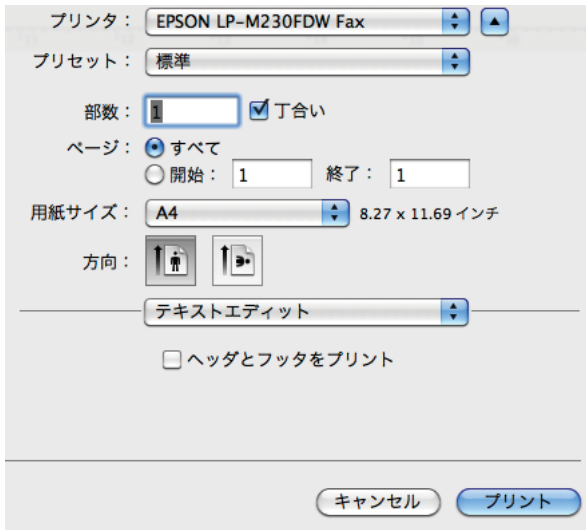 プリンタ： EPSON LP-M230FDW Fax
プリセット： 標準
部数： 1 丁合い
ページ： すべて
開始： 1 終了： 1
用紙サイズ： A4 8.27 x 11.69 インチ
方向：
テキストエディット
ヘッダとフッタをプリント
キャンセル プリント